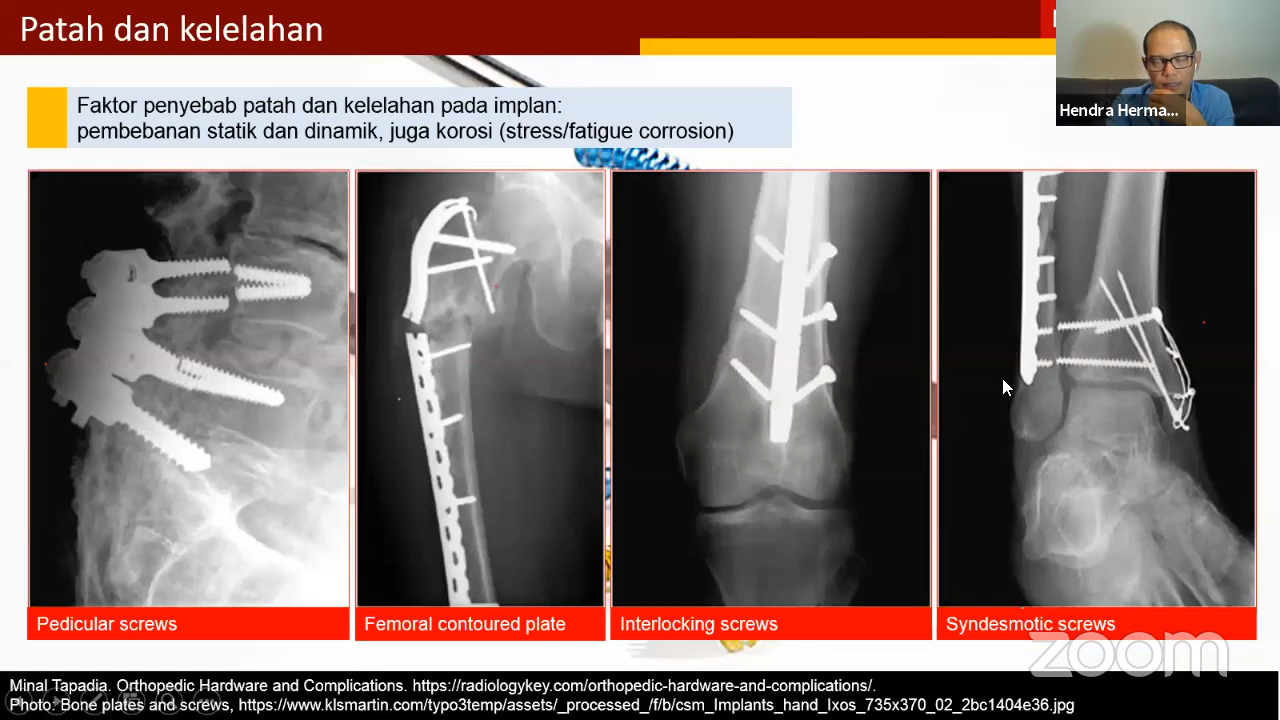 Patah dan kelelahan
Hendra Herma...
Faktor penyebab patah dan kelelahan pada implan:
pembebanan statik dan dinamik, juga korosi (stress/fatigue corrosion)
Pedicular screws
Femoral contoured plate
Interlocking screws
Syndesmotic screws
zoom
Minal Tapadia. Orthopedic Hardware and Complications. https://radiologykey.com/orthopedic-hardware-and-complications/.
Photo: Bone plates and screws, https://www.klsmartin.com/typo3temp/assets/_processed_/f/b/csm_Implants_hand_Ixos_735x370_02_2bc1404e36.jpg